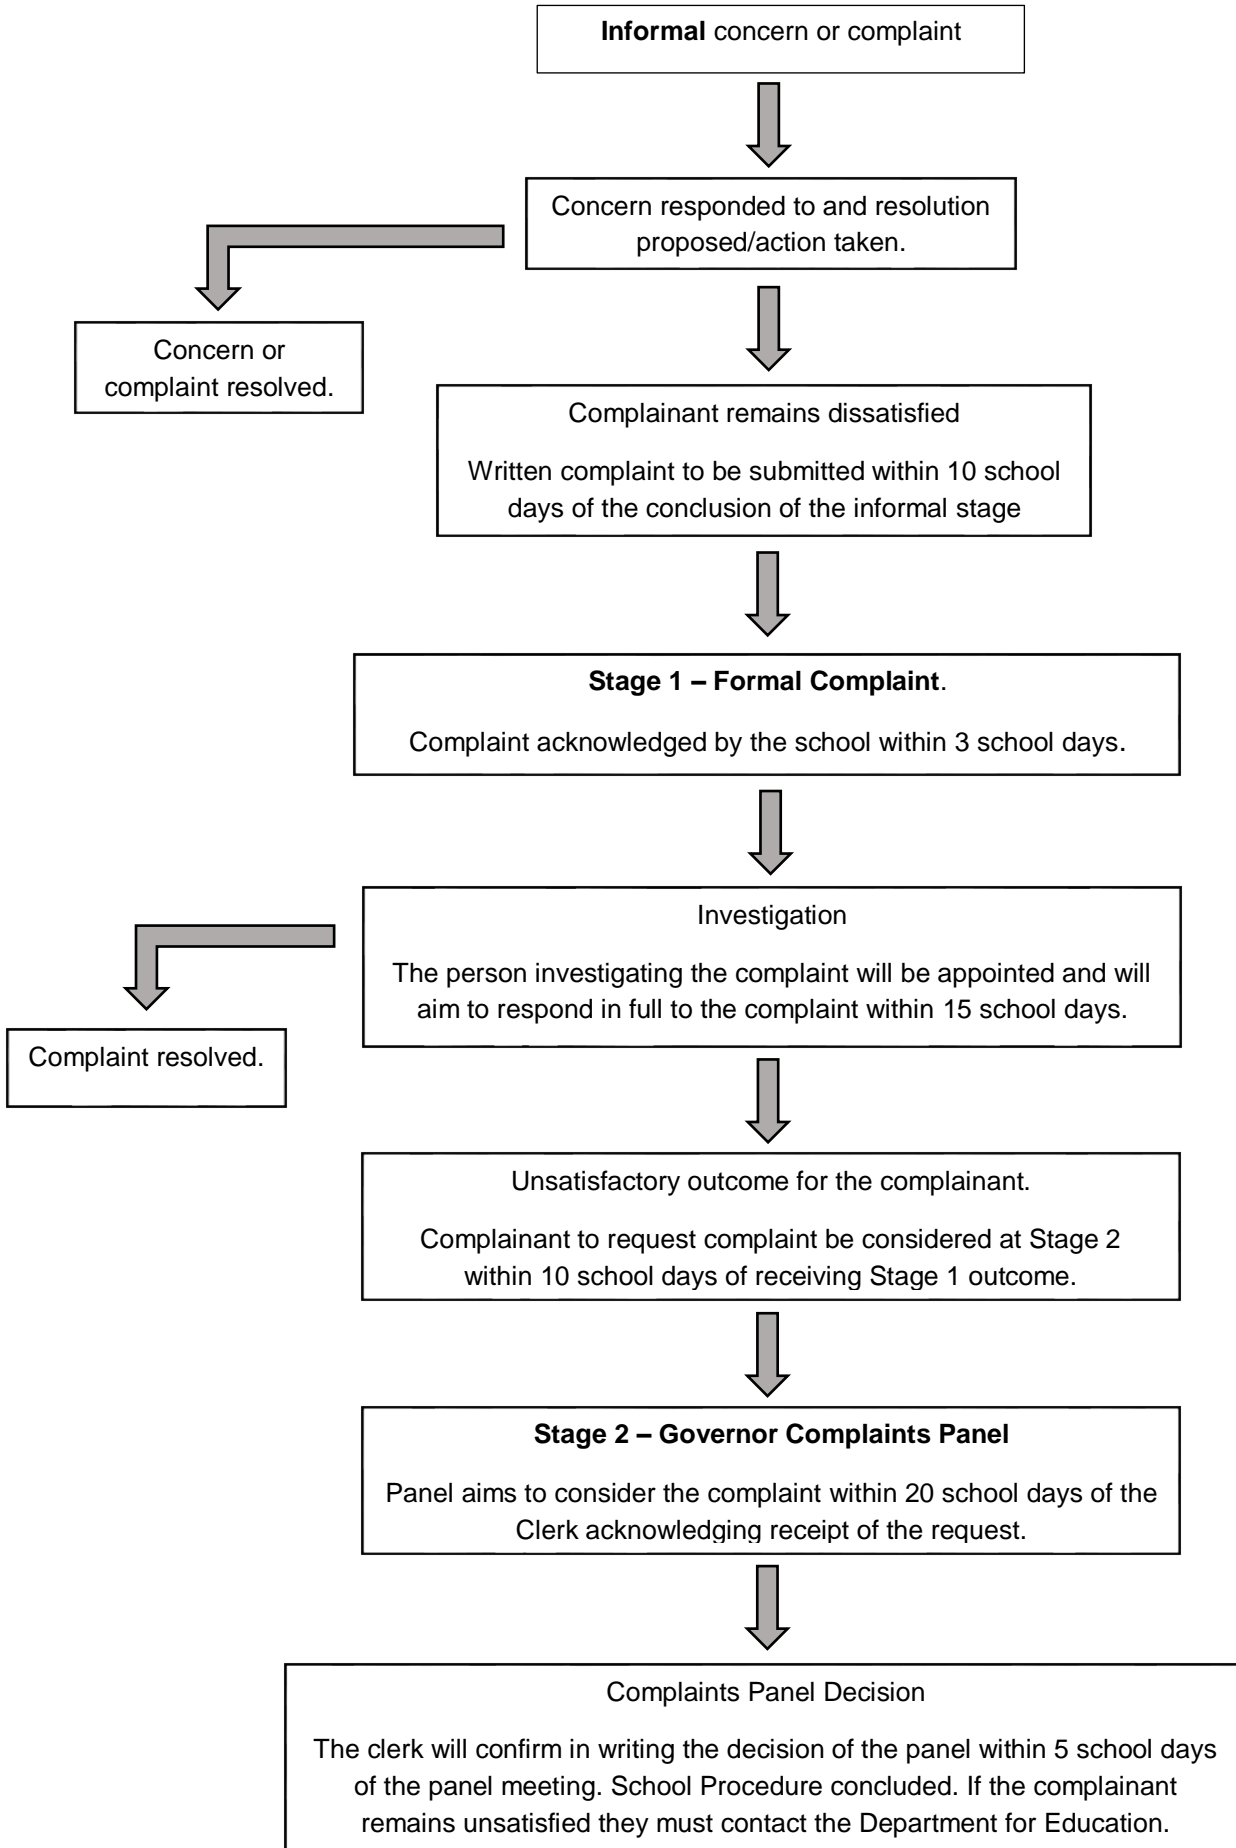 Informal concern or complaint
Concern responded to and resolution
proposed/action taken.
Concern or
complaint resolved.
Complainant remains dissatisfied
Written complaint to be submitted within 10 school
days of the conclusion of the informal stage
Stage 1 – Formal Complaint.
Complaint acknowledged by the school within 3 school days.
Investigation
The person investigating the complaint will be appointed and will
aim to respond in full to the complaint within 15 school days.
Complaint resolved.
Unsatisfactory outcome for the complainant.
Complainant to request complaint be considered at Stage 2
within 10 school days of receiving Stage 1 outcome.
Stage 2 – Governor Complaints Panel
Panel aims to consider the complaint within 20 school days of the
Clerk acknowledging receipt of the request.
Complaints Panel Decision
The clerk will confirm in writing the decision of the panel within 5 school days
of the panel meeting. School Procedure concluded. If the complainant
remains unsatisfied they must contact the Department for Education.